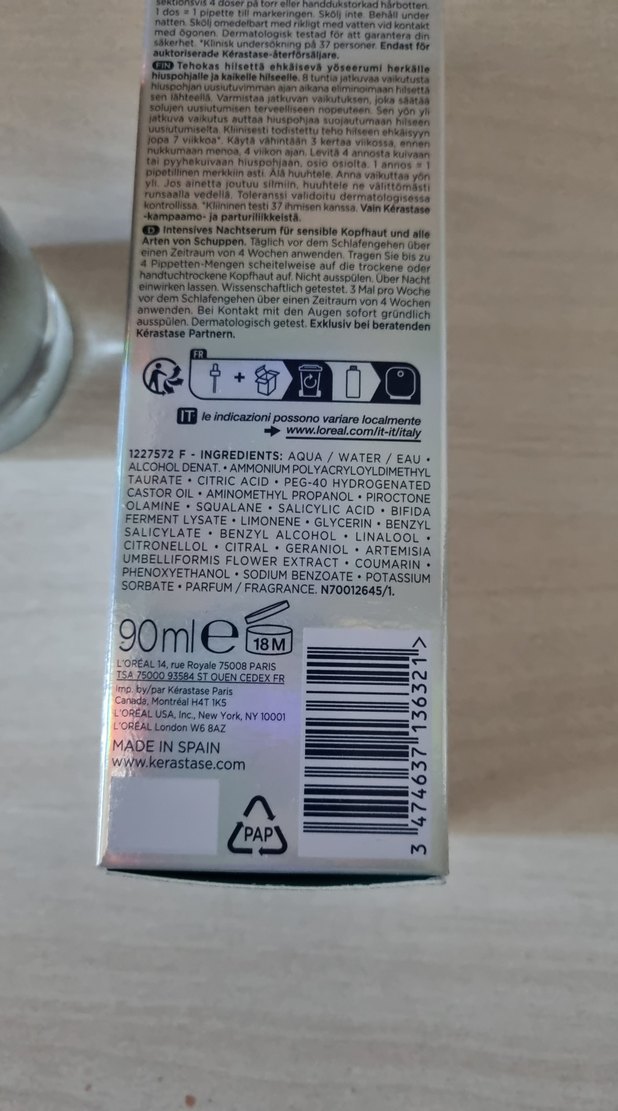 sektionsvis 4 doser på torr eller handdukstorkad hårbotten.
1 dos = 1 pipette till markeringen. Skölj inte. Behåll under
natten. Skölj omedelbart med rikligt med vatten vid kontakt
med ögonen. Dermatologisk testad för att garantera din
säkerhet. *Klinisk undersökning på 37 personer. Endast för
auktoriserade Kérastase-återförsäljare.
FIN Tehokas hilsettä ehkäisevä yöseerumi herkälle
hiuspohjalle ja kaikelle hilseelle. 8 tuntia jatkuvaa vaikutusta
hiuspohjan uusiutuvimman ajan aikana eliminoimaan hilsettä
sen lähteellä. Varmistaa jatkuvan vaikutuksen, joka säätää
solujen uusiutumisen terveelliseen nopeuteen. Sen yön yli
jatkuva vaikutus auttaa hiuspohjaa suojautumaan hilseen
uusiutumiselta. Kliinisesti todistettu teho hilseen ehkäisyyn
jopa 7 viikkoa*. Käytä vähintään 3 kertaa viikossa, ennen
nukkumaan menoa, 4 viikon ajan. Levitä 4 annosta kuivaan
tai pyyhekuivaan hiuspohjaan, osio osiolta. 1 annos = 1
pipetillinen merkkiin asti. Älä huuhtele. Anna vaikuttaa yön
yli. Jos ainetta joutuu silmiin, huuhtele ne välittömästi
runsaalla vedellä. Toleranssi validoitu dermatologisessa
kontrollissa. *Kliininen testi 37 ihmisen kanssa. Vain Kérastase
-kampaamo- ja parturiliikkeistä.
D Intensives Nachtserum für sensible Kopfhaut und alle
Arten von Schuppen. Täglich vor dem Schlafengehen über
einen Zeitraum von 4 Wochen anwenden. Tragen Sie bis zu
4 Pippetten-Mengen scheitelweise auf die trockene oder
handtuchtrockene Kopfhaut auf. Nicht ausspülen. Über Nacht
einwirken lassen. Wissenschaftlich getestet. 3 Mal pro Woche
vor dem Schlafengehen über einen Zeitraum von 4 Wochen
anwenden. Bei Kontakt mit den Augen sofort gründlich
ausspülen. Dermatologisch getest. Exklusiv bei beratenden
Kérastase Partnern.
FR
+
IT le indicazioni possono variare localmente
www.loreal.com/it-it/italy
1227572 F - INGREDIENTS: AQUA / WATER / EAU •
ALCOHOL DENAT. • AMMONIUM POLYACRYLOYLDIMETHYL
TAURATE • CITRIC ACID • PEG-40 HYDROGENATED
CASTOR OIL • AMINOMETHYL PROPANOL • PIROCTONE
OLAMINE • SQUALANE • SALICYLIC ACID • BIFIDA
FERMENT LYSATE • LIMONENE • GLYCERIN • BENZYL
SALICYLATE • BENZYL ALCOHOL • LINALOOL •
CITRONELLOL • CITRAL • GERANIOL • ARTEMISIA
UMBELLIFORMIS FLOWER EXTRACT • COUMARIN •
PHENOXYETHANOL • SODIUM BENZOATE • POTASSIUM
SORBATE • PARFUM / FRAGRANCE. N70012645/1.
90ml e 18M
L'ORÉAL 14, rue Royale 75008 PARIS
TSA 75000 93584 ST OUEN CEDEX FR
Imp. by/par Kérastase Paris
Canada, Montréal H4T 1K5
L'ORÉAL USA, Inc., New York, NY 10001
L'ORÉAL London W6 8AZ
MADE IN SPAIN
www.kerastase.com
PAP
3 474637 136321 >